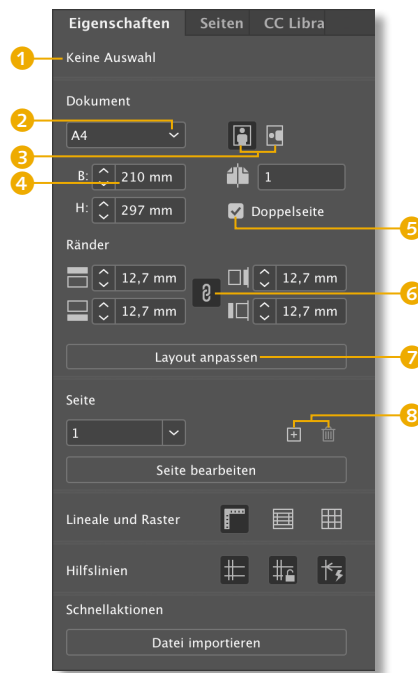 Eigenschaften Seiten CC Libra
1 Keine Auswahl
Dokument
2
A4
3
B: 210 mm 1
4
H: 297 mm Doppelseite
5
Ränder
12,7 mm 12,7 mm
6
12,7 mm 12,7 mm
Layout anpassen 7
Seite 8
1
Seite bearbeiten
Lineale und Raster
Hilfslinien
Schnellaktionen
Datei importieren